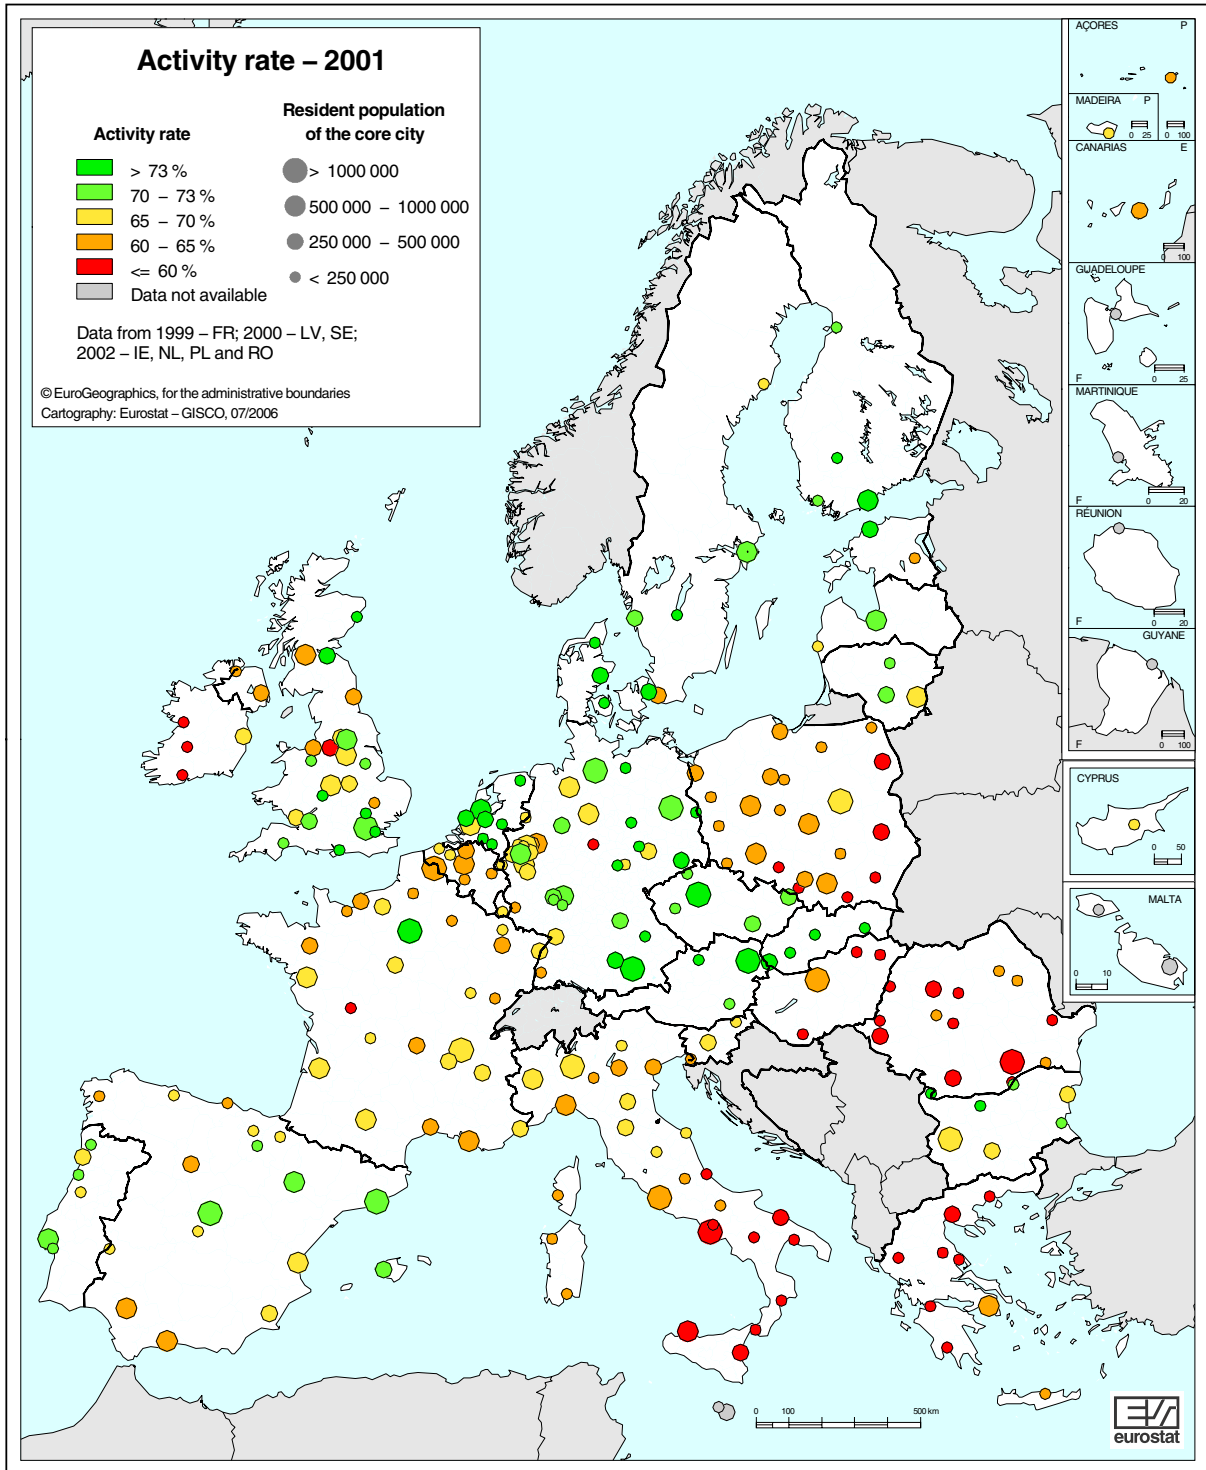 Activity rate – 2001
Activity rate
> 73 %
70 – 73 %
65 – 70 %
60 – 65 %
<= 60 %
Data not available
Resident population
of the core city
> 1000 000
500 000 – 1000 000
250 000 – 500 000
< 250 000
Data from 1999 – FR; 2000 – LV, SE;
2002 – IE, NL, PL and RO
© EuroGeographics, for the administrative boundaries
Cartography: Eurostat – GISCO, 07/2006
AÇORES P
MADEIRA P
0 25
0 100
CANARIAS E
0 100
GUADELOUPE
F 0 25
MARTINIQUE
F 0 20
RÉUNION
F 0 20
GUYANE
F 0 100
CYPRUS
0 50
MALTA
0 10
0 100 500 km
eurostat